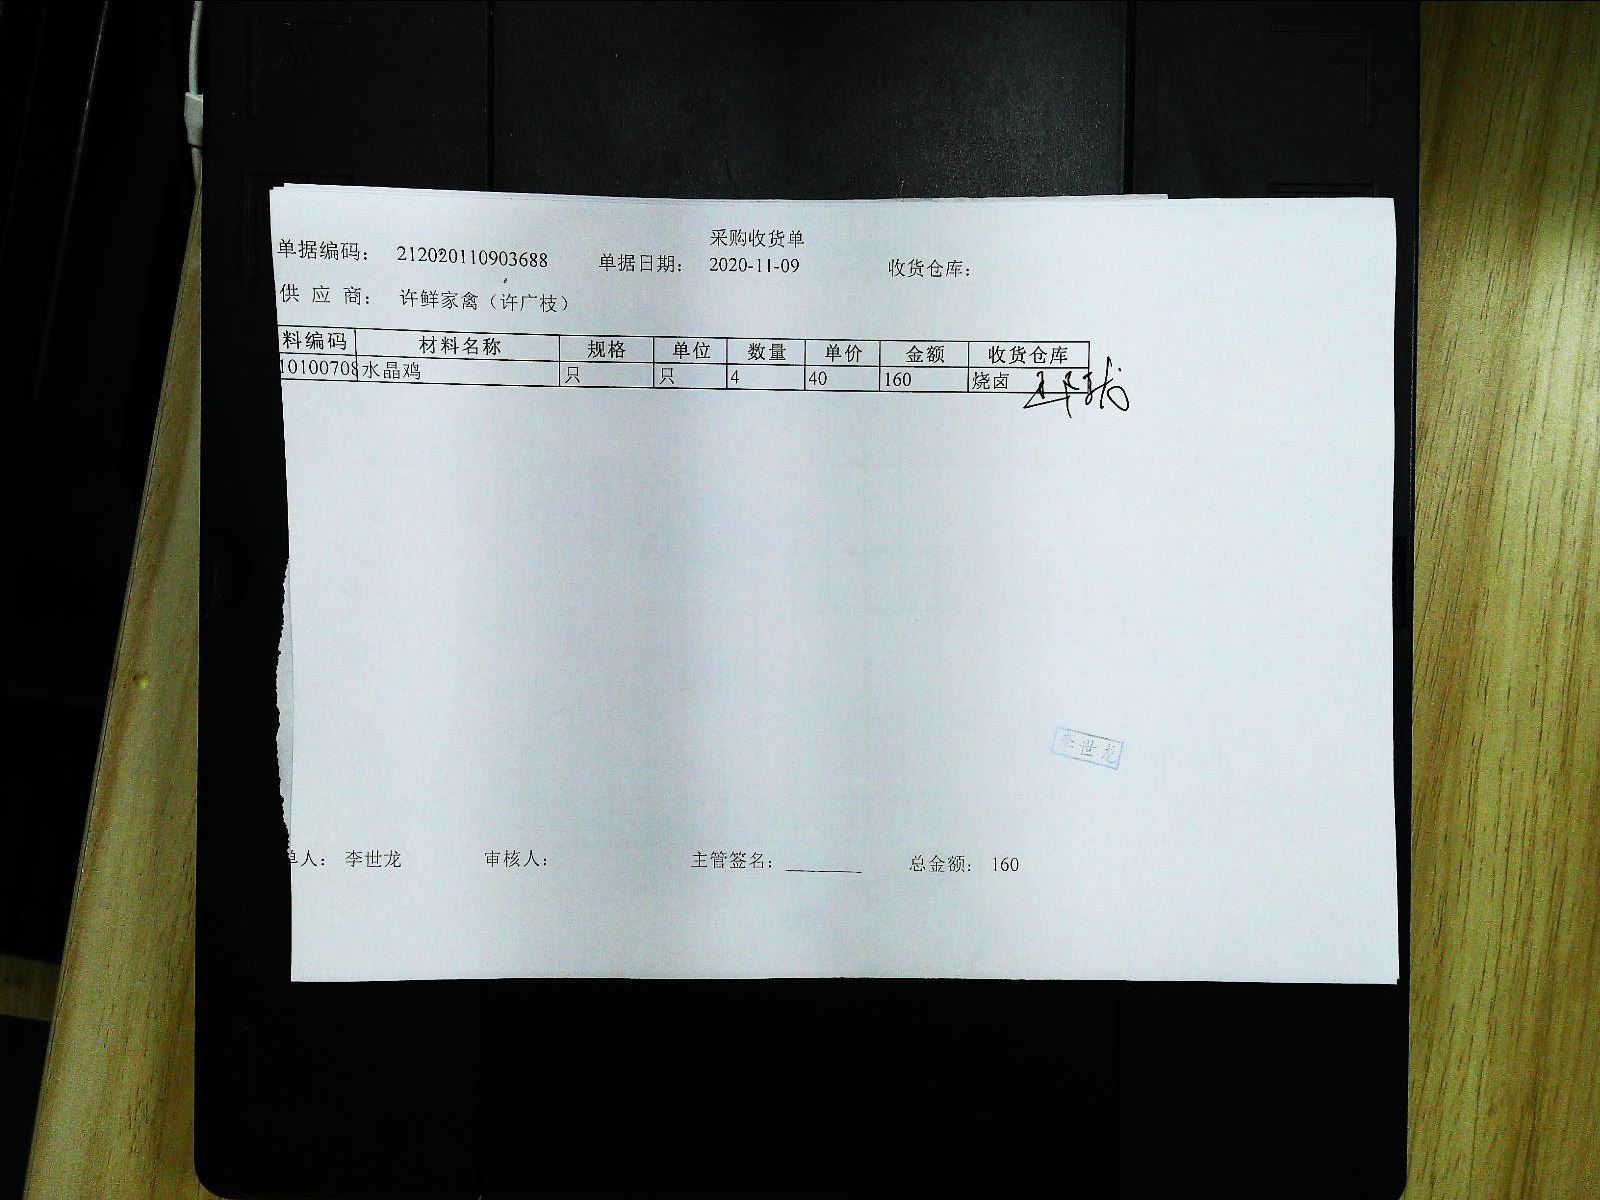 采购收货单
单据编码： 212020110903688 单据日期： 2020-11-09 收货仓库：
供 应 商： 许鲜家禽（许广枝）
料编码 材料名称 规格 单位 数量 单价 金额 收货仓库
10100708 水晶鸡 只 只 4 40 160 烧卤
李世龙
单人： 李世龙 审核人： 主管签名： 总金额： 160